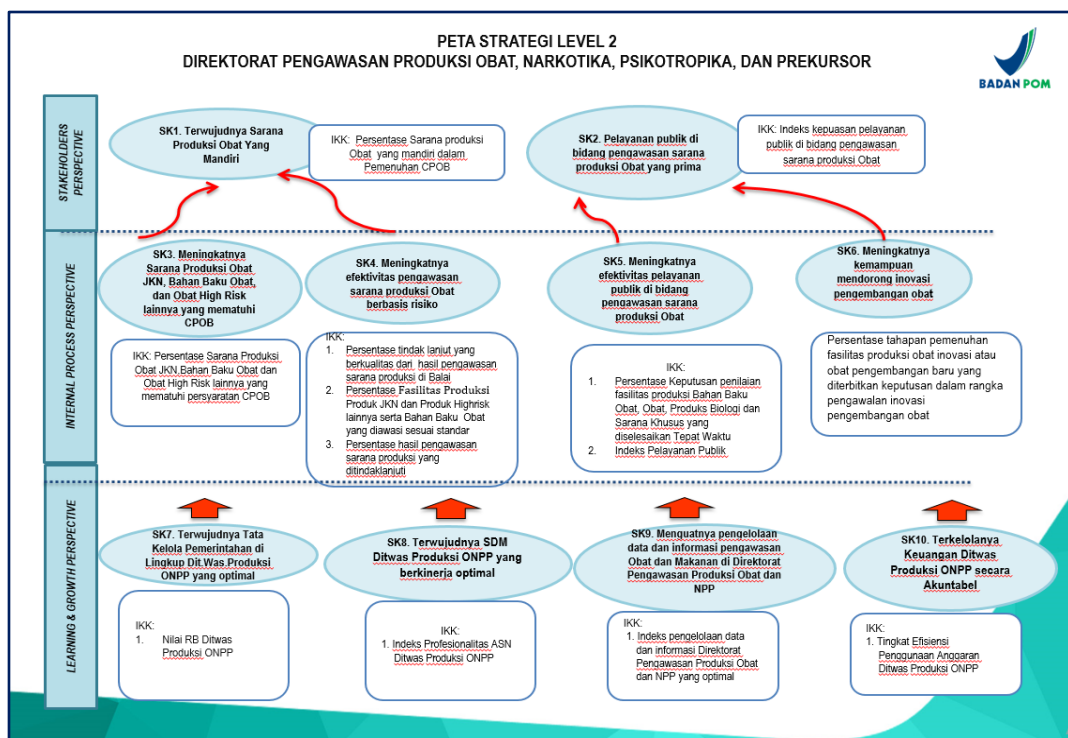 PETA STRATEGI LEVEL 2
DIREKTORAT PENGAWASAN PRODUKSI OBAT, NARKOTIKA, PSIKOTROPIKA, DAN PREKURSOR
BADAN POM
STAKEHOLDERS
PERSPECTIVE
SK1. Terwujudnya Sarana
Produksi Obat Yang
Mandiri
IKK: Persentase Sarana produksi
Obat yang mandiri dalam
Pemenuhan CPOB
SK2. Pelayanan publik di
bidang pengawasan sarana
produksi Obat yang prima
IKK: Indeks kepuasan pelayanan
publik di bidang pengawasan
sarana produksi Obat
INTERNAL PROCESS PERSPECTIVE
SK3. Meningkatnya
Sarana Produksi Obat
JKN, Bahan Baku Obat,
dan Obat High Risk
lainnya yang mematuhi
CPOB
IKK: Persentase Sarana Produksi
Obat JKN,Bahan Baku Obat dan
Obat High Risk lainnya yang
mematuhi persyaratan CPOB
SK4. Meningkatnya
efektivitas pengawasan
sarana produksi Obat
berbasis risiko
IKK:
1. Persentase tindak lanjut yang
berkualitas dari hasil pengawasan
sarana produksi di Balai
2. Persentase Fasilitas Produksi
Produk JKN dan Produk Highrisk
lainnya serta Bahan Baku Obat
yang diawasi sesuai standar
3. Persentase hasil pengawasan
sarana produksi yang
ditindaklanjuti
SK5. Meningkatnya
efektivitas pelayanan
publik di bidang
pengawasan sarana
produksi Obat
IKK:
1. Persentase Keputusan penilaian
fasilitas produksi Bahan Baku
Obat, Obat, Produks Biologi dan
Sarana Khusus yang
diselesaikan Tepat Waktu
2. Indeks Pelayanan Publik
SK6. Meningkatnya
kemampuan
mendorong inovasi
pengembangan obat
Persentase tahapan pemenuhan
fasilitas produksi obat inovasi atau
obat pengembangan baru yang
diterbitkan keputusan dalam rangka
pengawalan inovasi
pengembangan obat
LEARNING & GROWTH PERSPECTIVE
SK7. Terwujudnya Tata
Kelola Pemerintahan di
Lingkup Dit.Was.Produksi
ONPP yang optimal
IKK:
1. Nilai RB Ditwas
Produksi ONPP
SK8. Terwujudnya SDM
Ditwas Produksi ONPP yang
berkinerja optimal
IKK:
1. Indeks Profesionalitas ASN
Ditwas Produksi ONPP
SK9. Menguatnya pengelolaan
data dan informasi pengawasan
Obat dan Makanan di Direktorat
Pengawasan Produksi Obat dan
NPP
IKK:
1. Indeks pengelolaan data
dan informasi Direktorat
Pengawasan Produksi Obat
dan NPP yang optimal
SK10. Terkelolanya
Keuangan Ditwas
Produksi ONPP secara
Akuntabel
IKK:
1. Tingkat Efisiensi
Penggunaan Anggaran
Ditwas Produksi ONPP